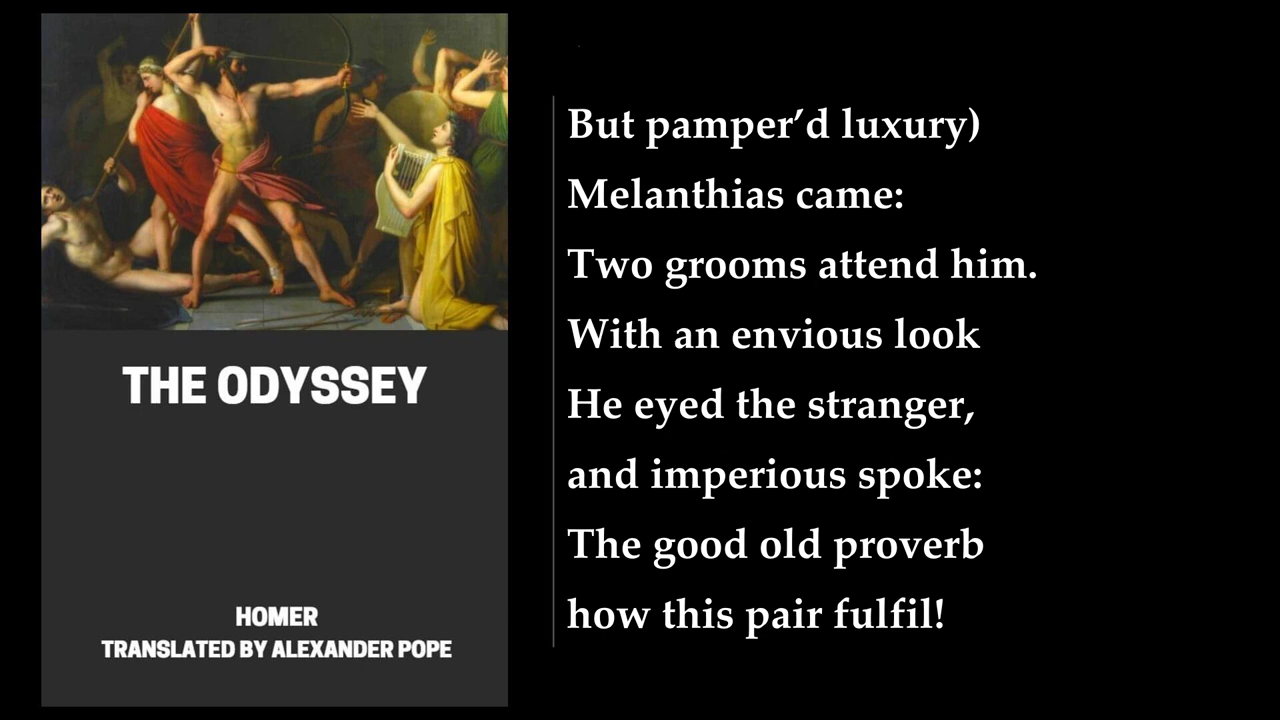 THE ODYSSEY
HOMER
TRANSLATED BY ALEXANDER POPE
But pamper’d luxury)
Melanthias came:
Two grooms attend him.
With an envious look
He eyed the stranger,
and imperious spoke:
The good old proverb
how this pair fulfil!